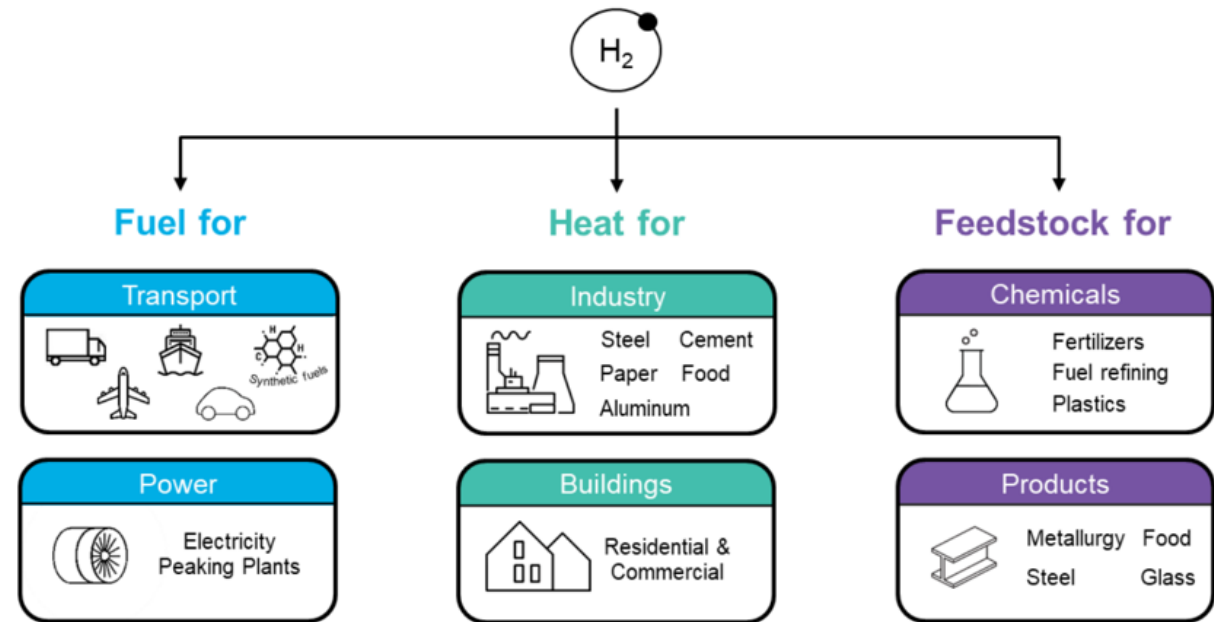 H₂
Fuel for
Heat for
Feedstock for
Transport
C H H
Synthetic fuels
Power
Electricity
Peaking Plants
Industry
Steel Cement
Paper Food
Aluminum
Buildings
Residential &
Commercial
Chemicals
Fertilizers
Fuel refining
Plastics
Products
Metallurgy Food
Steel Glass